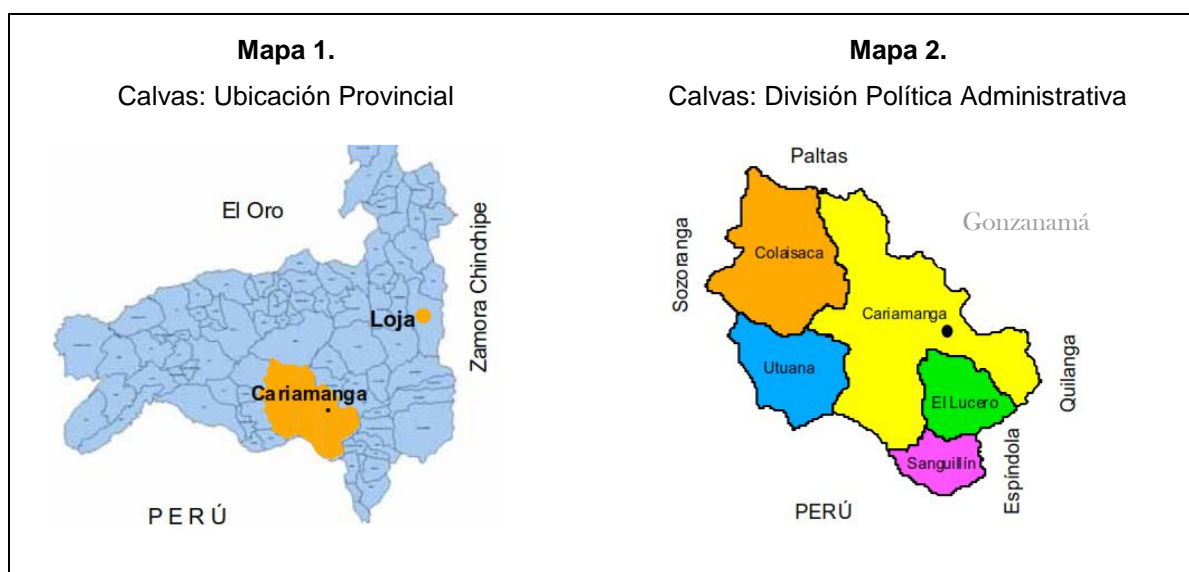 Mapa 1.
Calvas: Ubicación Provincial
El Oro
Zamora Chinchipe
Loja
Cariamanga
PERÚ
Mapa 2.
Calvas: División Política Administrativa
Paltas
Gonzanamá
Sozoranga
Colaisaca
Cariamanga
Utuana
El Lucero
Quilanga
Sanguillín
Espíndola
PERÚ